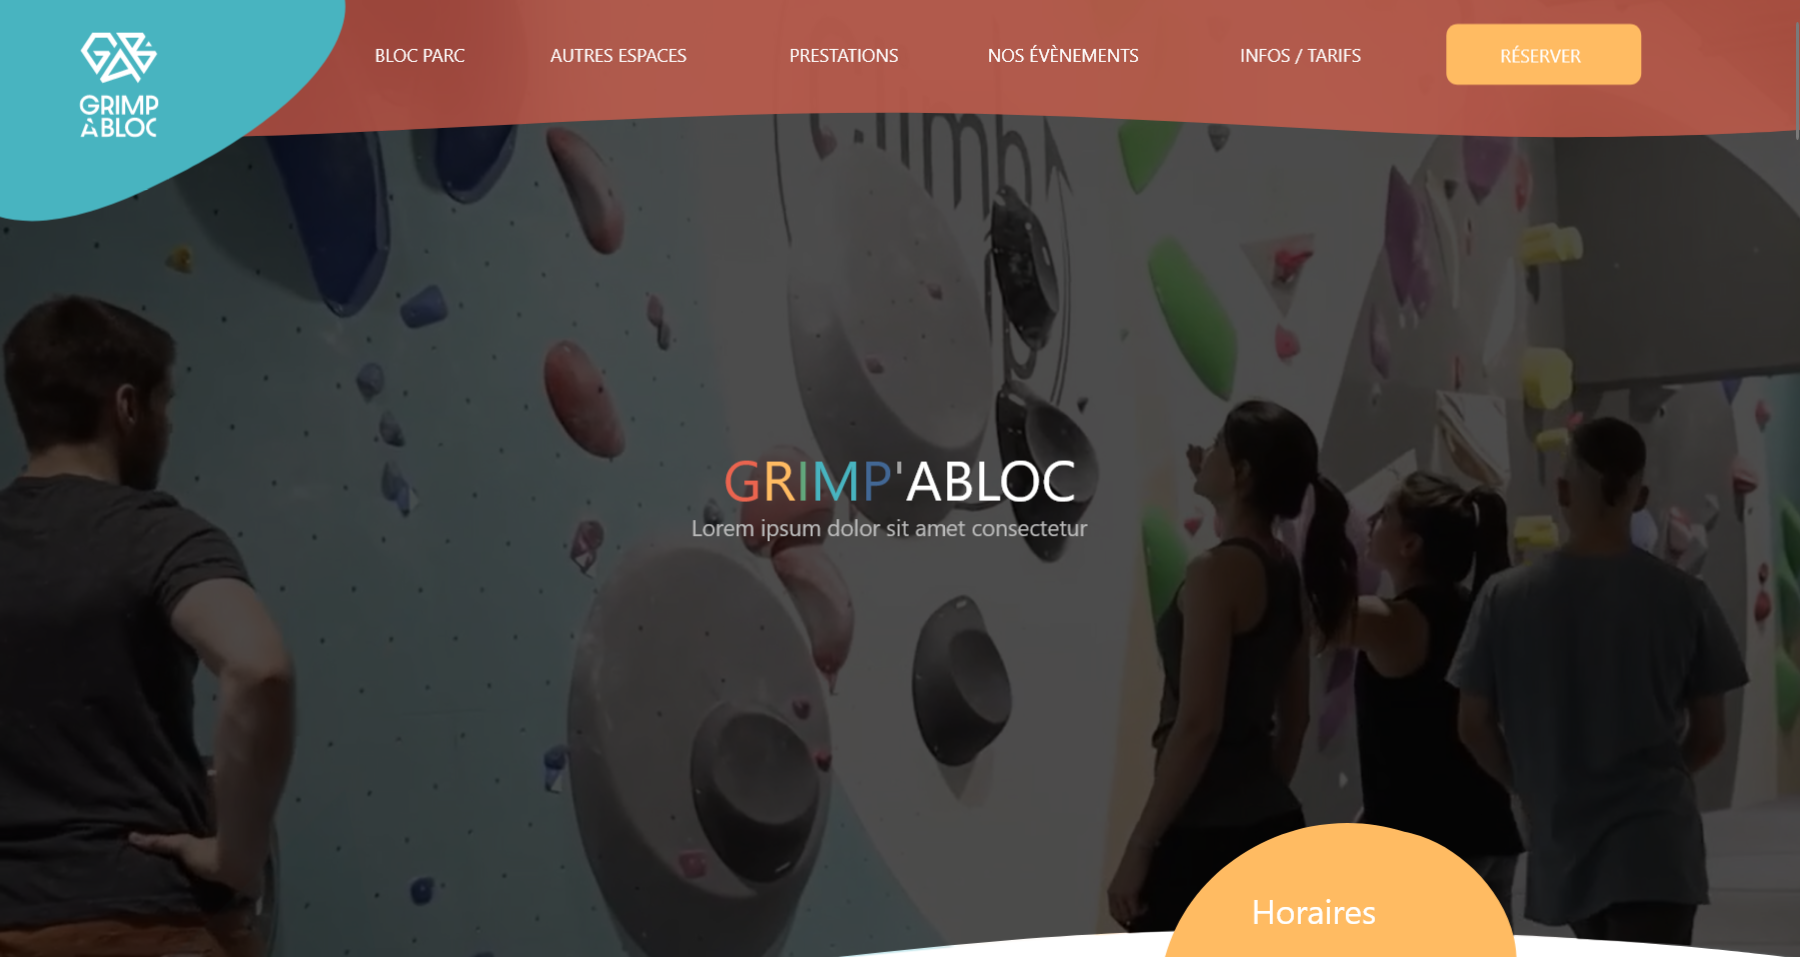 GRIMP
À BLOC
BLOC PARC
AUTRES ESPACES
PRESTATIONS
NOS ÉVÈNEMENTS
INFOS / TARIFS
RÉSERVER
GRIMP'ABLOC
Lorem ipsum dolor sit amet consectetur
Horaires